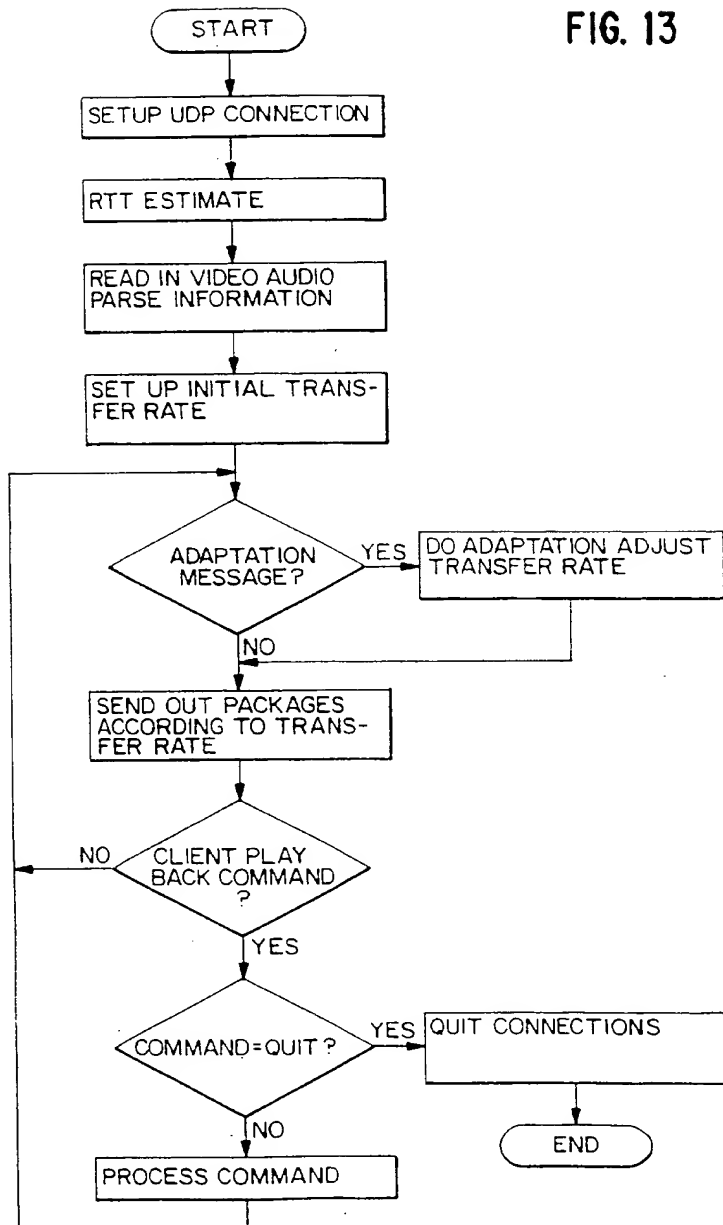 FIG. 13
START
SETUP UDP CONNECTION
RTT ESTIMATE
READ IN VIDEO AUDIO
PARSE INFORMATION
SET UP INITIAL TRANS-
FER RATE
ADAPTATION
MESSAGE?
YES
DO ADAPTATION ADJUST
TRANSFER RATE
NO
SEND OUT PACKAGES
ACCORDING TO TRANS-
FER RATE
NO
CLIENT PLAY
BACK COMMAND
?
YES
COMMAND=QUIT?
YES
QUIT CONNECTIONS
NO
END
PROCESS COMMAND